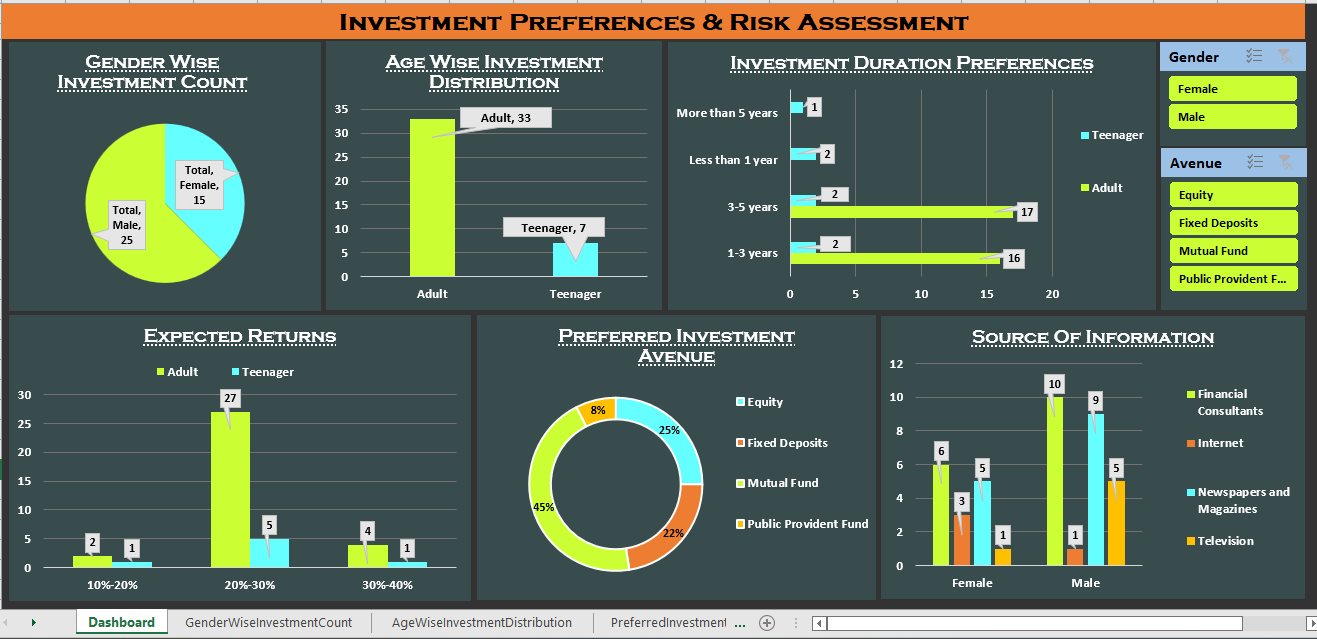 Investment Preferences & Risk Assessment
Gender Wise
Investment Count
Total,
Female,
15
Total,
Male,
25
Age Wise Investment
Distribution
35
30
25
20
15
10
5
0
Adult, 33
Teenager, 7
Adult
Teenager
Investment Duration Preferences
More than 5 years
1
Less than 1 year
2
3-5 years
2
17
1-3 years
2
16
0
5
10
15
20
Teenager
Adult
Gender
Female
Male
Avenue
Equity
Fixed Deposits
Mutual Fund
Public Provident F...
Expected Returns
Adult
Teenager
30
25
20
15
10
5
0
2
1
27
5
4
1
10%-20%
20%-30%
30%-40%
Preferred Investment
Avenue
8%
25%
45%
22%
Equity
Fixed Deposits
Mutual Fund
Public Provident Fund
Source Of Information
12
10
8
6
4
2
0
6
3
5
1
10
1
9
5
Female
Male
Financial
Consultants
Internet
Newspapers and
Magazines
Television
Dashboard
GenderWiseInvestmentCount
AgeWiseInvestmentDistribution
PreferredInvestment ...